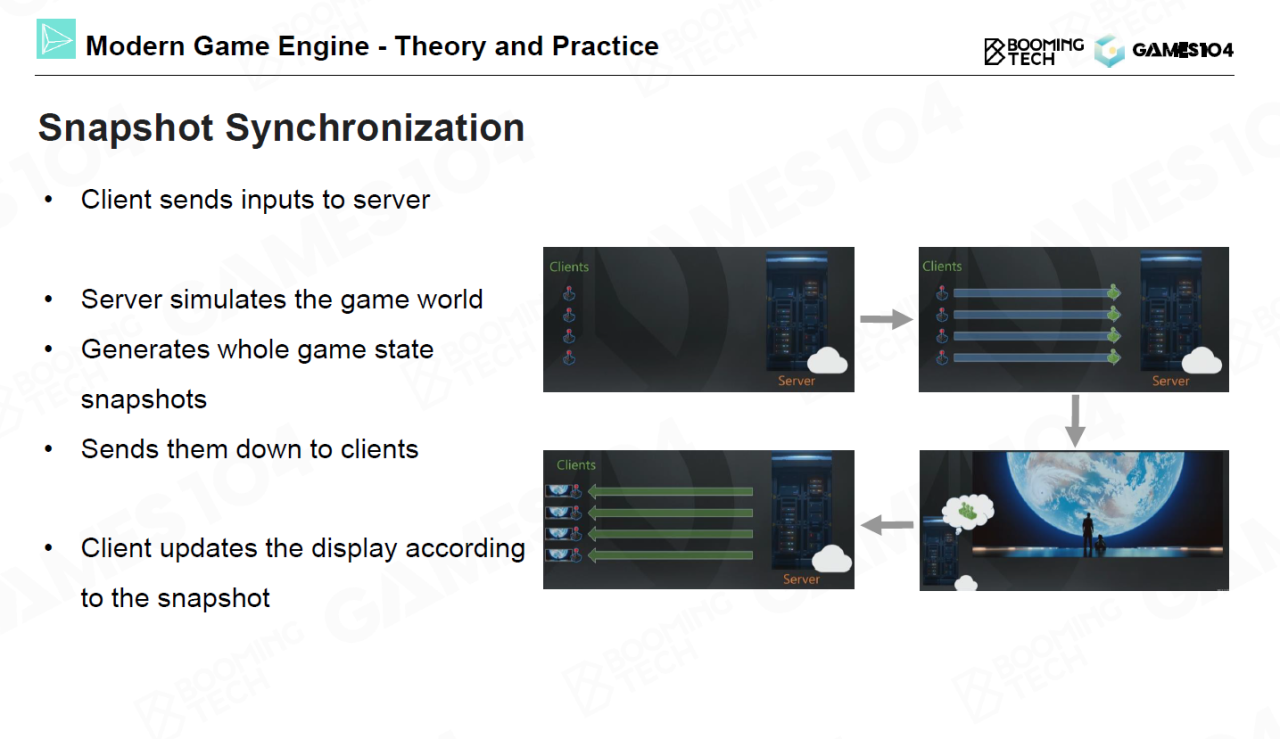 Modern Game Engine - Theory and Practice
BOOMING
TECH
GAMES104
Snapshot Synchronization
• Client sends inputs to server
• Server simulates the game world
• Generates whole game state
snapshots
• Sends them down to clients
• Client updates the display according
to the snapshot
Clients
Server
Clients
Server
Clients
Server